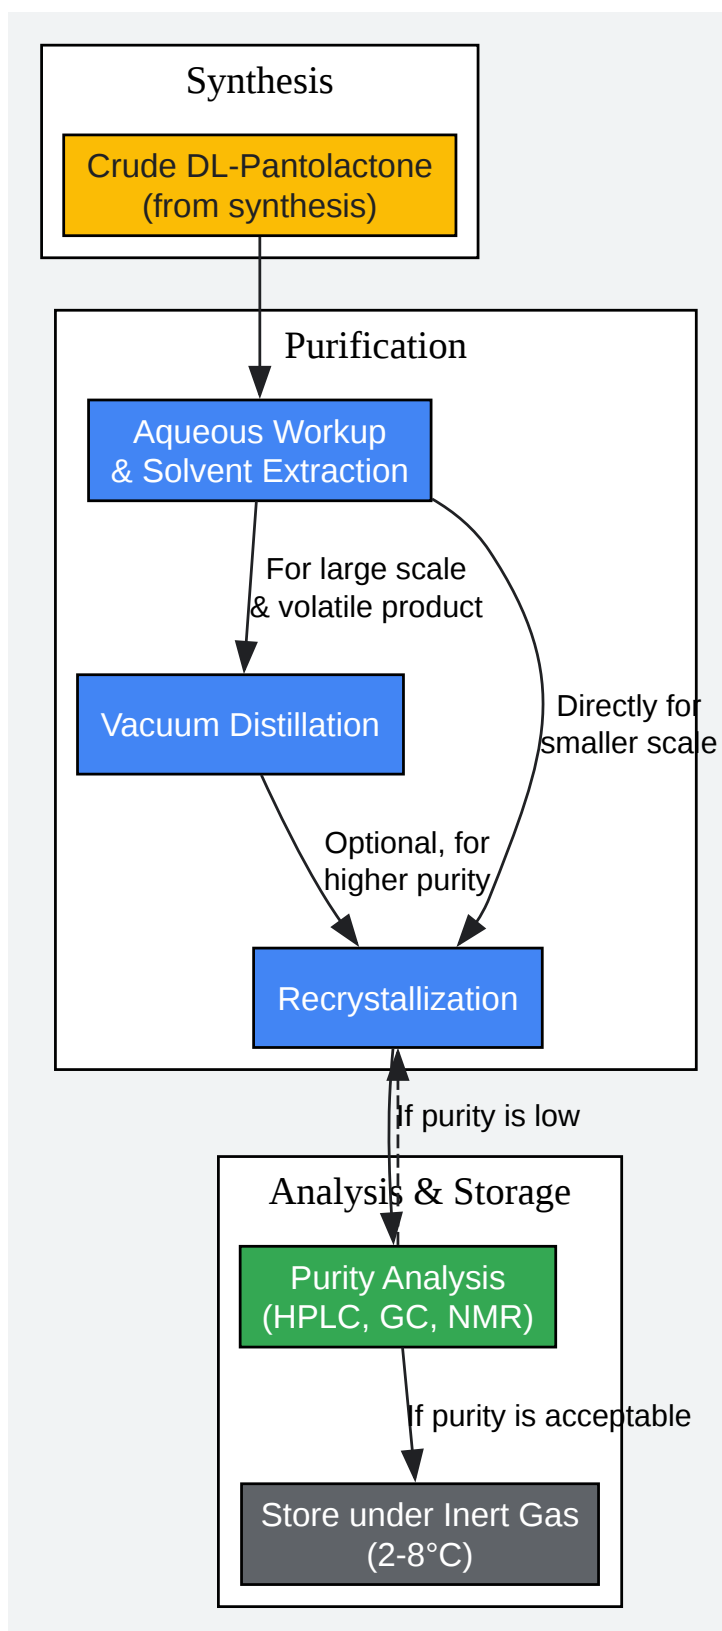 Synthesis
Crude DL-Pantolactone
(from synthesis)
Purification
Aqueous Workup
& Solvent Extraction
For large scale
& volatile product
Vacuum Distillation
Directly for
smaller scale
Optional, for
higher purity
Recrystallization
If purity is low
Analysis & Storage
Purity Analysis
(HPLC, GC, NMR)
If purity is acceptable
Store under Inert Gas
(2-8°C)